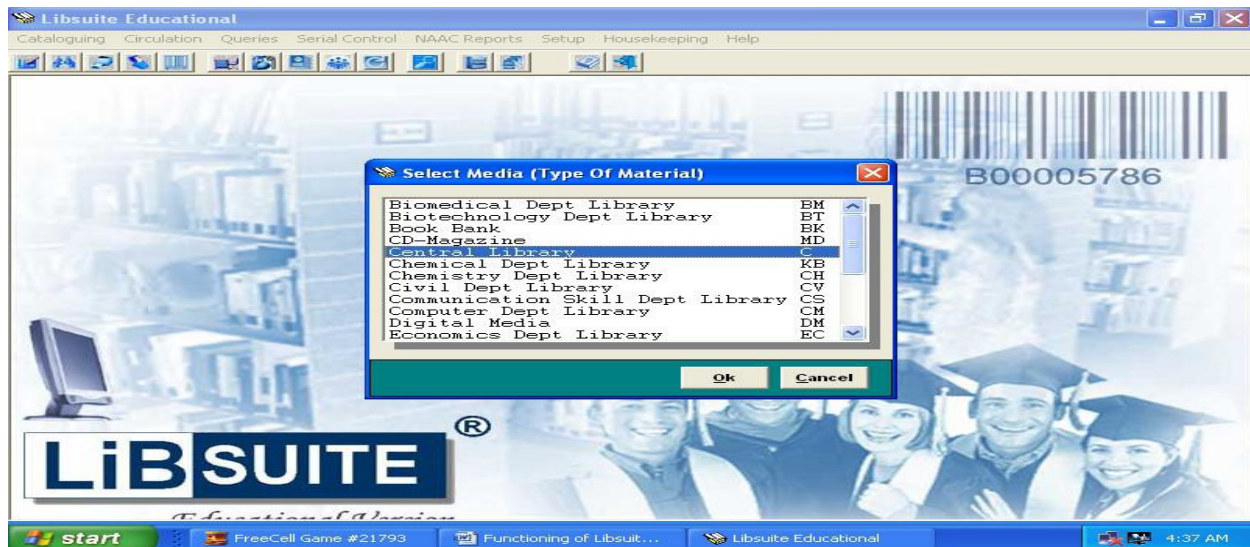 Libsuite Educational
Cataloguing Circulation Queries Serial Control NAAC Reports Setup Housekeeping Help
B00005786
Select Media (Type Of Material)
Biomedical Dept Library BM
Biotechnology Dept Library BT
Book Bank BK
CD-Magazine MD
Central Library C
Chemical Dept Library KB
Chemistry Dept Library CH
Civil Dept Library CV
Communication Skill Dept Library CS
Computer Dept Library CM
Digital Media DM
Economics Dept Library EC
Ok Cancel
LiBSUITE ®
Educational Version
start FreeCell Game #21793 Functioning of Libsuit... Libsuite Educational 4:37 AM